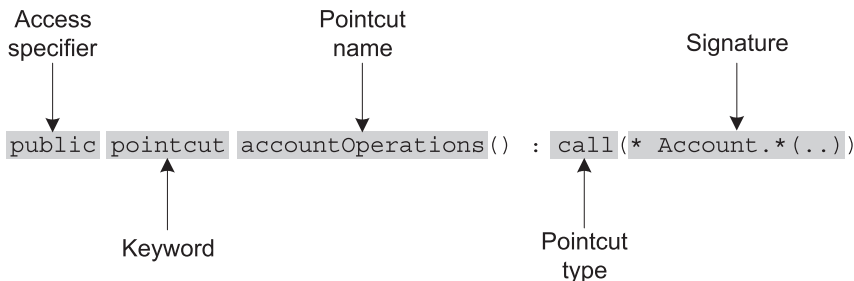 Access
specifier
Pointcut
name
Signature
public pointcut accountOperations() : call(* Account.*(..))
Keyword
Pointcut
type